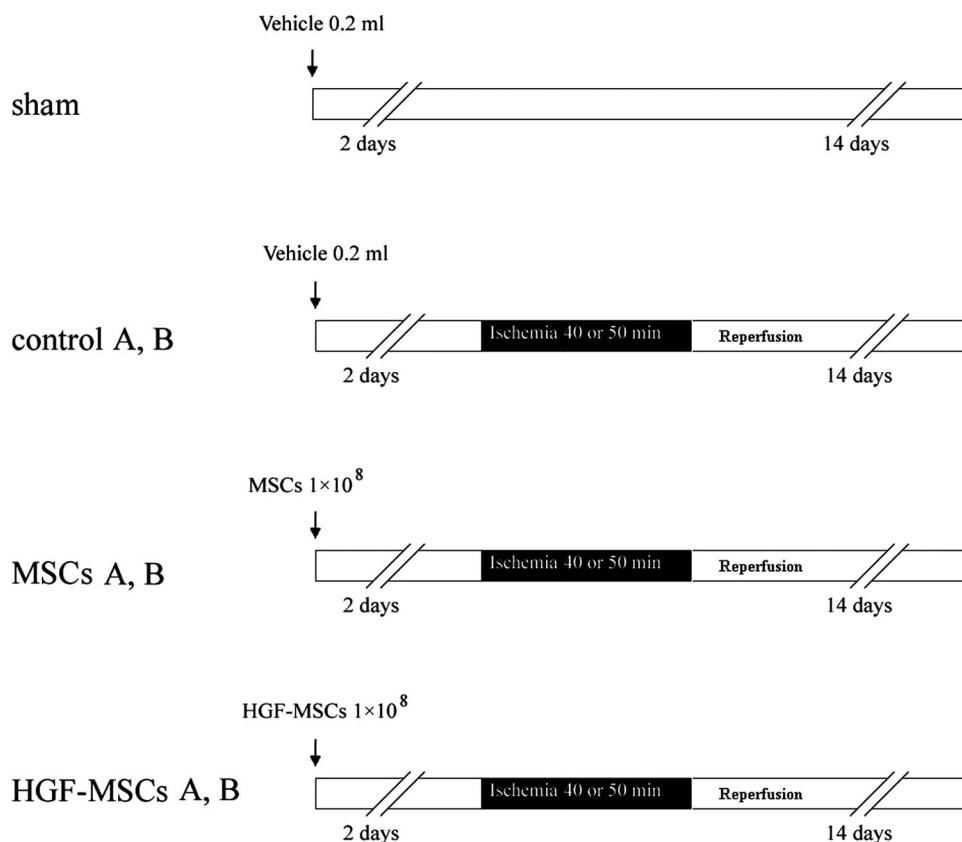 Vehicle 0.2 ml
sham
2 days 14 days
Vehicle 0.2 ml
control A, B
Ischemia 40 or 50 min Reperfusion
2 days 14 days
MSCs 1×10⁸
MSCs A, B
Ischemia 40 or 50 min Reperfusion
2 days 14 days
HGF-MSCs 1×10⁸
HGF-MSCs A, B
Ischemia 40 or 50 min Reperfusion
2 days 14 days